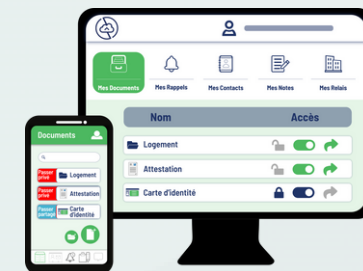 Mes Documents Mes Rappels Mes Contacts Mes Notes Mes Relais
Nom Accès
Logement
Attestation
Carte d'identité
Documents
Passer privé Logement
Passer privé Attestation
Passer partagé Carte d'identité